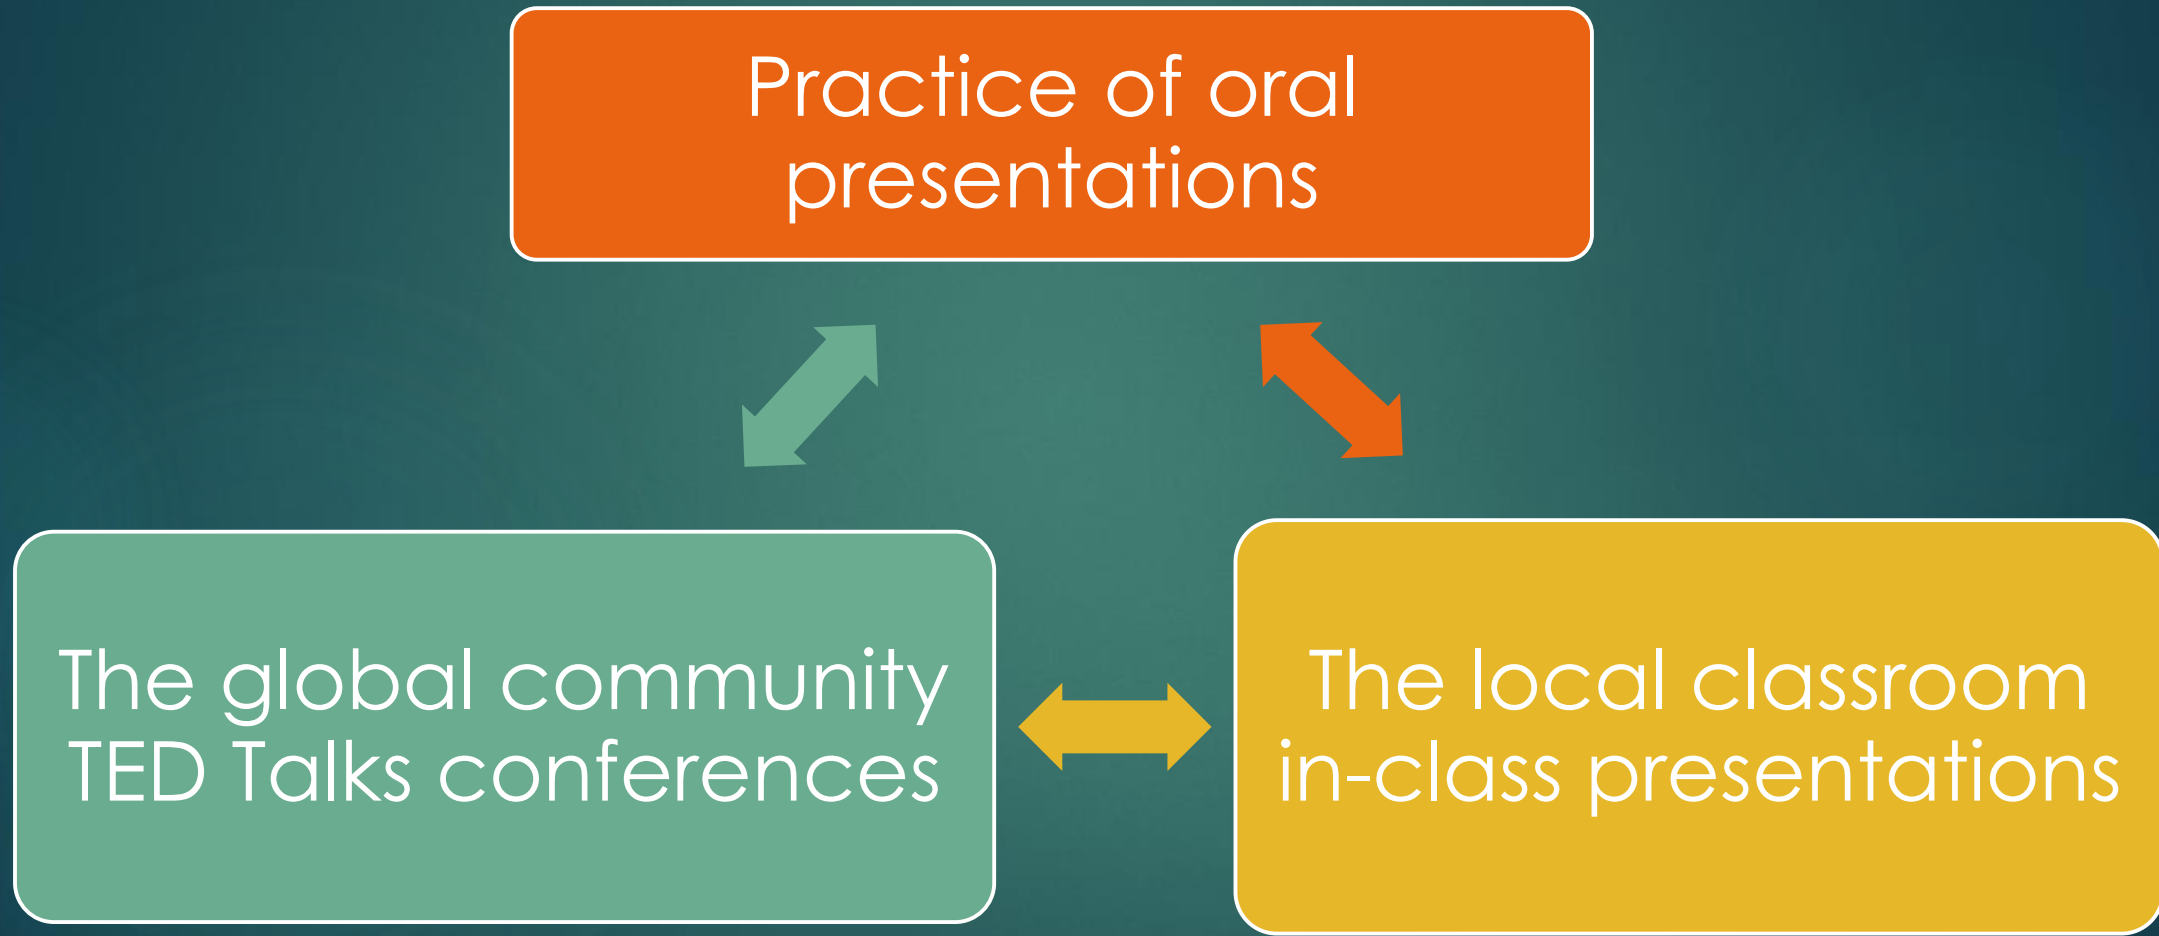 Practice of oral
presentations
The global community
TED Talks conferences
The local classroom
in-class presentations